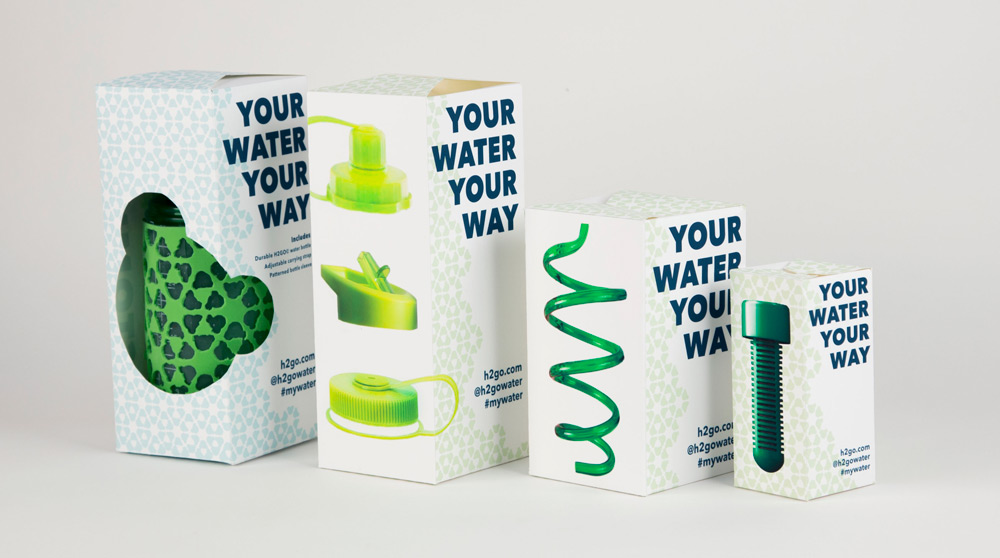 YOUR
WATER
YOUR
WAY
Includes:
Durable H2GO! water bottle
Adjustable carrying strap
Patterned bottle sleeve
h2go.com
@h2gowater
#mywater
YOUR
WATER
YOUR
WAY
h2go.com
@h2gowater
#mywater
YOUR
WATER
YOUR
WAY
h2go.com
@h2gowater
#mywater
YOUR
WATER
YOUR
WAY
h2go.com
@h2gowater
#mywater